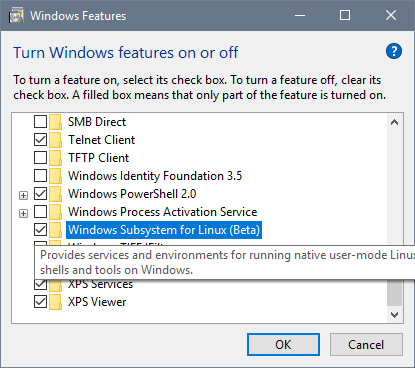 Windows Features
Turn Windows features on or off
To turn a feature on, select its check box. To turn a feature off, clear its
check box. A filled box means that only part of the feature is turned on.
SMB Direct
Telnet Client
TFTP Client
Windows Identity Foundation 3.5
Windows PowerShell 2.0
Windows Process Activation Service
Windows Subsystem for Linux (Beta)
Provides services and environments for running native user-mode Linux
shells and tools on Windows.
XPS Services
XPS Viewer
OK
Cancel